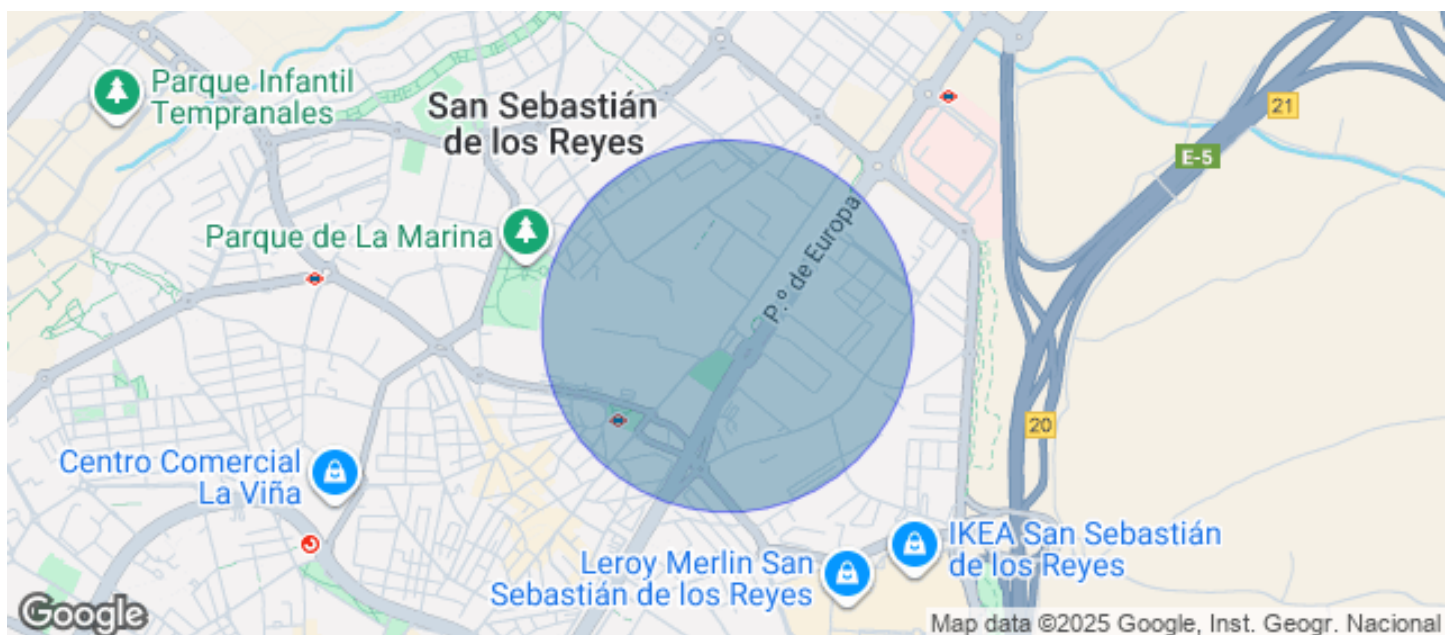 Parque Infantil
Tempranales
San Sebastián
de los Reyes
21
E-5
Parque de La Marina
P.º de Europa
20
Centro Comercial
La Viña
IKEA San Sebastián
de los Reyes
Leroy Merlin San
Sebastián de los Reyes
Google
Map data ©2025 Google, Inst. Geogr. Nacional